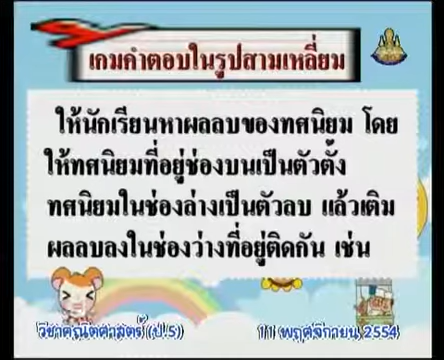 เกมคำตอบในรูปสามเหลี่ยม
ให้นักเรียนหาผลลบของทศนิยม โดย
ให้ทศนิยมที่อยู่ช่องบนเป็นตัวตั้ง
ทศนิยมในช่องล่างเป็นตัวลบ แล้วเติม
ผลลบลงในช่องว่างที่อยู่ติดกัน เช่น
วิชาคณิตศาสตร์ (ป.5)
11 พฤศจิกายน 2554